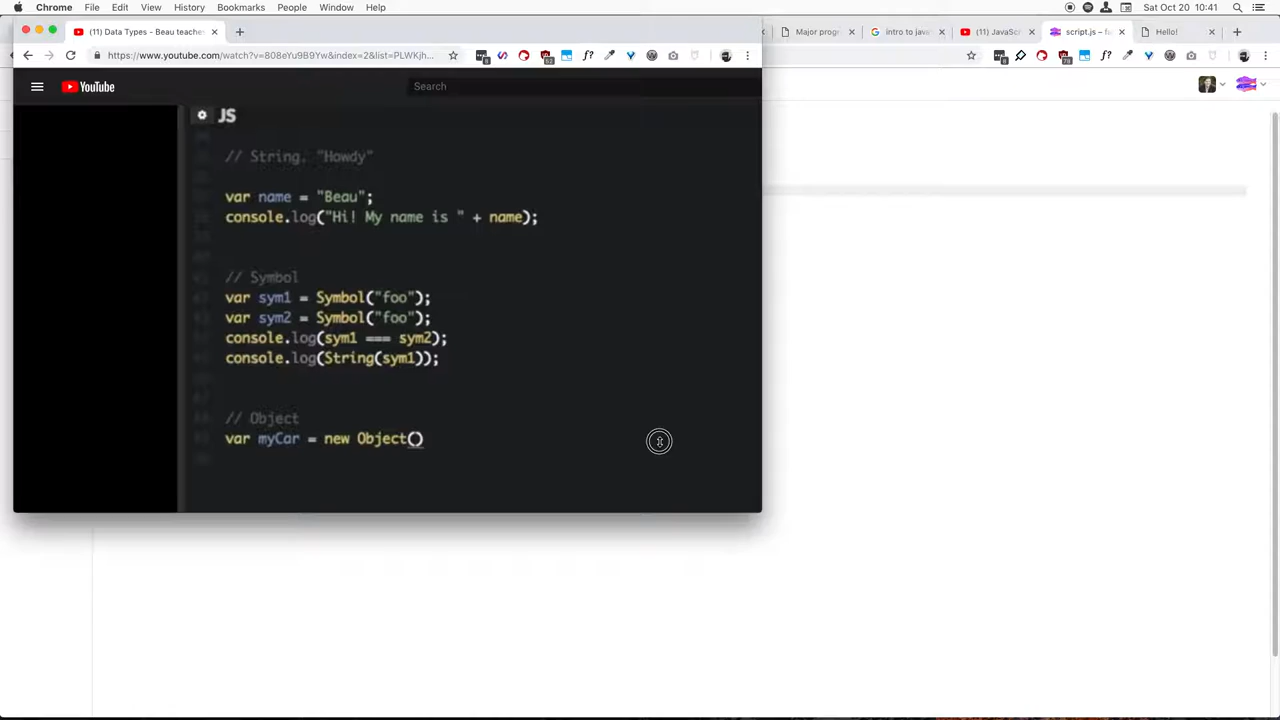 Chrome File Edit View History Bookmarks People Window Help Sat Oct 20 10:41
(11) Data Types - Beau teache Major progr intro to java (11) JavaSc script.js – fa Hello!
https://www.youtube.com/watch?v=808eYu9B9Yw&index=2&list=PLWKjh...
YouTube
Search
JS
// String. "Howdy"
var name = "Beau";
console.log("Hi! My name is " + name);
// Symbol
var sym1 = Symbol("foo");
var sym2 = Symbol("foo");
console.log(sym1 === sym2);
console.log(String(sym1));
// Object
var myCar = new Object()